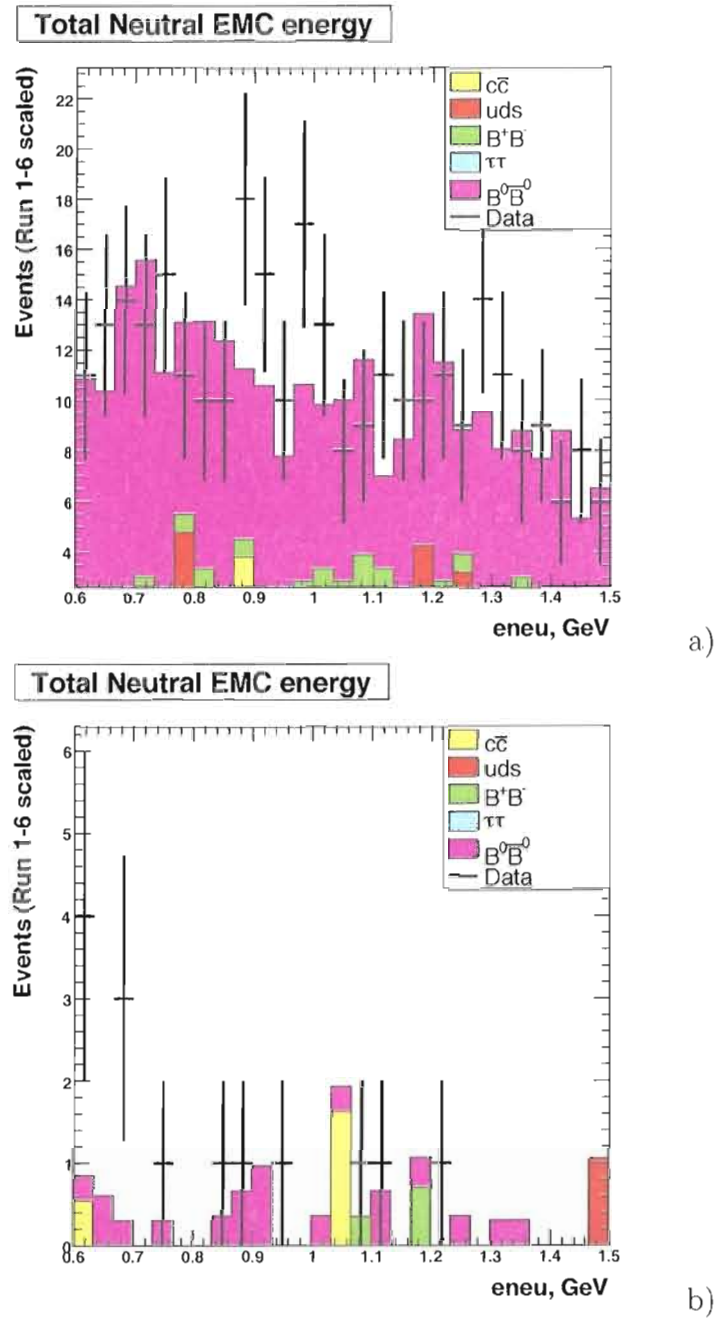 Total Neutral EMC energy
Events (Run 1-6 scaled)
22
20
18
16
14
12
10
8
6
4
cc̅
uds
B⁺B⁻
ττ
B⁰B̅⁰
Data
0.6 0.7 0.8 0.9 1 1.1 1.2 1.3 1.4 1.5
eneu, GeV
a)
Total Neutral EMC energy
Events (Run 1-6 scaled)
6
5
4
3
2
1
0
cc̅
uds
B⁺B⁻
ττ
B⁰B̅⁰
Data
0.6 0.7 0.8 0.9 1 1.1 1.2 1.3 1.4 1.5
eneu, GeV
b)